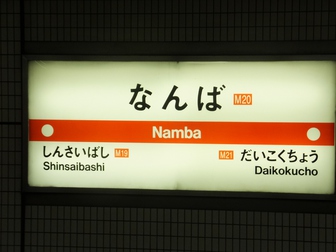 なんば M20
Namba
しんさいばし M19 M21 だいこくちょう
Shinsaibashi Daikokucho